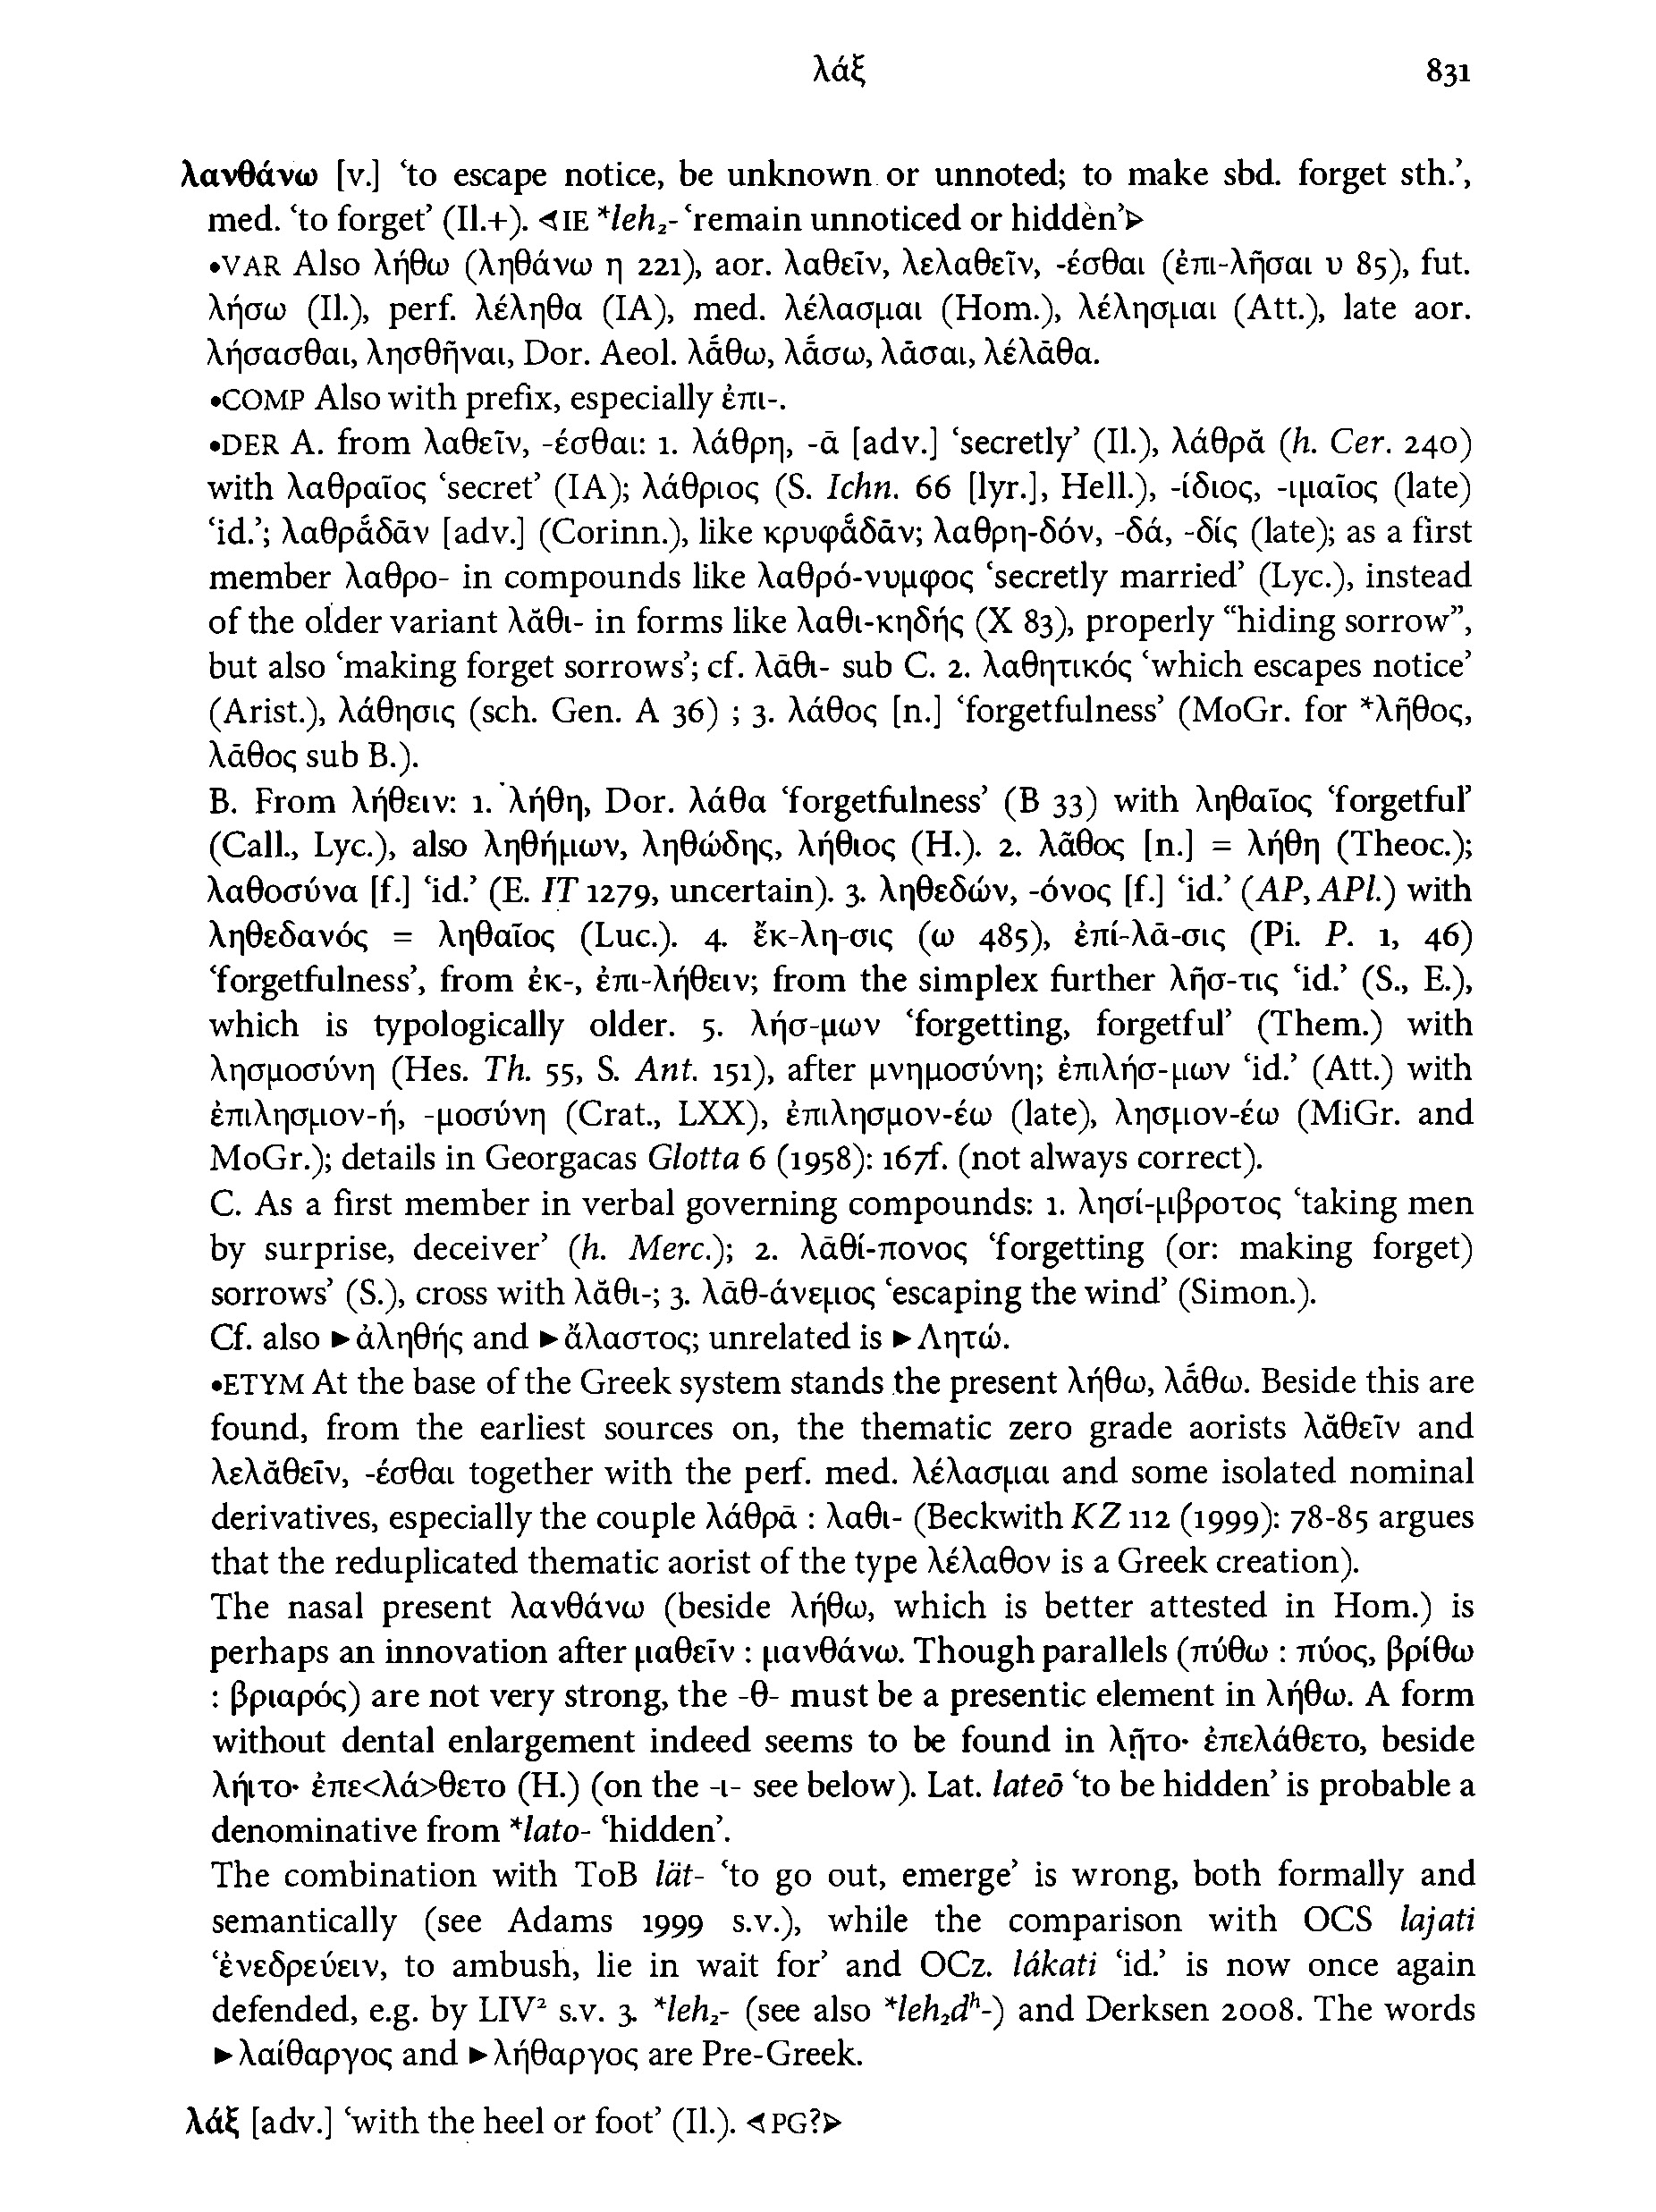 λάξ 831
λανθάνω [v.] ‘to escape notice, be unknown or unnoted; to make sbd. forget sth.’,
med. ‘to forget’ (Il.+). ⊲IE *leh₂- ‘remain unnoticed or hidden’⊳
•VAR Also λήθω (ληθάνω η 221), aor. λαθεῖν, λελαθεῖν, -έσθαι (ἐπι-λῆσαι υ 85), fut.
λήσω (Il.), perf. λέληθα (IA), med. λέλασμαι (Hom.), λέλησμαι (Att.), late aor.
λήσασθαι, λησθῆναι, Dor. Aeol. λᾱ́θω, λᾱ́σω, λᾶσαι, λέλᾱθα.
•COMP Also with prefix, especially ἐπι-.
•DER A. from λαθεῖν, -έσθαι: 1. λάθρη, -ᾱ [adv.] ‘secretly’ (Il.), λάθρᾰ (h. Cer. 240)
with λαθραῖος ‘secret’ (IA); λάθριος (S. Ichn. 66 [lyr.], Hell.), -ίδιος, -ιμαῖος (late)
‘id.’; λαθρᾱ́δᾱν [adv.] (Corinn.), like κρυφᾱ́δᾱν; λαθρη-δόν, -δά, -δίς (late); as a first
member λαθρο- in compounds like λαθρό-νυμφος ‘secretly married’ (Lyc.), instead
of the older variant λᾰθι- in forms like λαθι-κηδής (X 83), properly “hiding sorrow”,
but also ‘making forget sorrows’; cf. λᾱθι- sub C. 2. λαθητικός ‘which escapes notice’
(Arist.), λάθησις (sch. Gen. A 36) ; 3. λάθος [n.] ‘forgetfulness’ (MoGr. for *λῆθος,
λᾶθος sub B.).
B. From λήθειν: 1. λήθη, Dor. λάθα ‘forgetfulness’ (B 33) with ληθαῖος ‘forgetful’
(Call., Lyc.), also ληθήμων, ληθώδης, λήθιος (H.). 2. λᾶθος [n.] = λήθη (Theoc.);
λαθοσύνα [f.] ‘id.’ (E. IT 1279, uncertain). 3. ληθεδών, -όνος [f.] ‘id.’ (AP, APl.) with
ληθεδανός = ληθαῖος (Luc.). 4. ἔκ-λη-σις (ω 485), ἐπί-λᾱ-σις (Pi. P. 1, 46)
‘forgetfulness’, from ἐκ-, ἐπι-λήθειν; from the simplex further λῆσ-τις ‘id.’ (S., E.),
which is typologically older. 5. λήσ-μων ‘forgetting, forgetful’ (Them.) with
λησμοσύνη (Hes. Th. 55, S. Ant. 151), after μνημοσύνη; ἐπιλήσ-μων ‘id.’ (Att.) with
ἐπιλησμον-ή, -μοσύνη (Crat., LXX), ἐπιλησμον-έω (late), λησμον-έω (MiGr. and
MoGr.); details in Georgacas Glotta 6 (1958): 167f. (not always correct).
C. As a first member in verbal governing compounds: 1. λησί-μβροτος ‘taking men
by surprise, deceiver’ (h. Merc.); 2. λᾱθί-πονος ‘forgetting (or: making forget)
sorrows’ (S.), cross with λᾰθι-; 3. λᾱθ-άνεμος ‘escaping the wind’ (Simon.).
Cf. also ►ἀληθής and ►ἄλαστος; unrelated is ►Λητώ.
•ETYM At the base of the Greek system stands the present λήθω, λᾱ́θω. Beside this are
found, from the earliest sources on, the thematic zero grade aorists λᾰθεῖν and
λελᾰθεῖν, -έσθαι together with the perf. med. λέλασμαι and some isolated nominal
derivatives, especially the couple λάθρᾱ : λαθι- (Beckwith KZ 112 (1999): 78-85 argues
that the reduplicated thematic aorist of the type λέλαθον is a Greek creation).
The nasal present λανθάνω (beside λήθω, which is better attested in Hom.) is
perhaps an innovation after μαθεῖν : μανθάνω. Though parallels (πύθω : πύος, βρίθω
: βριαρός) are not very strong, the -θ- must be a presentic element in λήθω. A form
without dental enlargement indeed seems to be found in λῆτο· ἐπελάθετο, beside
λήιτο· ἐπε<λά>θετο (H.) (on the -ι- see below). Lat. lateō ‘to be hidden’ is probable a
denominative from *lato- ‘hidden’.
The combination with ToB lät- ‘to go out, emerge’ is wrong, both formally and
semantically (see Adams 1999 s.v.), while the comparison with OCS lajati
‘ἐνεδρεύειν, to ambush, lie in wait for’ and OCz. lákati ‘id.’ is now once again
defended, e.g. by LIV² s.v. 3. *leh₂- (see also *leh₂dʰ-) and Derksen 2008. The words
►λαίθαργος and ►λήθαργος are Pre-Greek.
λάξ [adv.] ‘with the heel or foot’ (Il.). ⊲PG?⊳